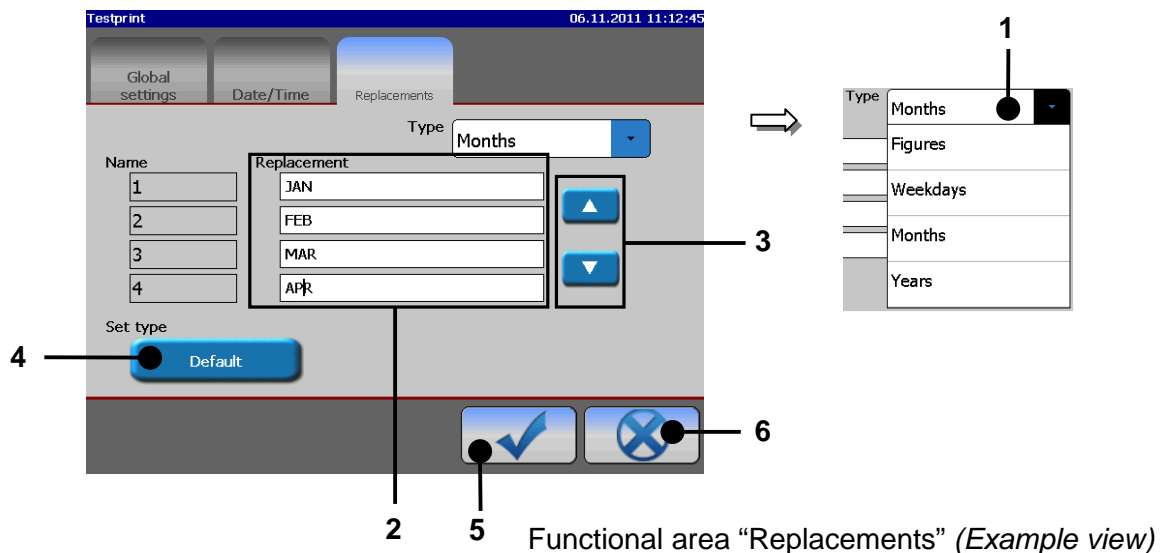 Testprint 06.11.2011 11:12:45
Global
settings
Date/Time
Replacements
Type Months
Name Replacement
1 JAN
2 FEB
3 MAR
4 APR
Set type
Default
1
Type Months
Figures
Weekdays
Months
Years
3
4
6
2
5
Functional area “Replacements” (Example view)